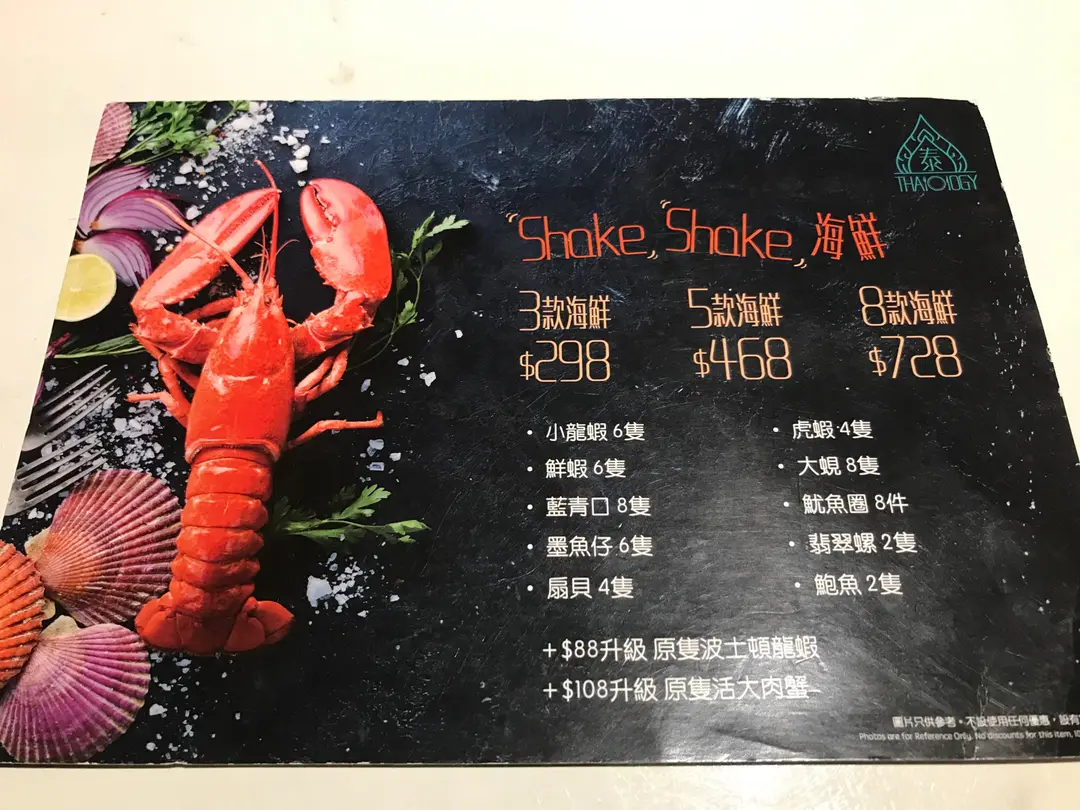 泰
THAIOLOGY
"Shake," "Shake," 海鮮
3款海鮮 5款海鮮 8款海鮮
$298 $468 $728
· 小龍蝦 6隻
· 鮮蝦 6隻
· 藍青口 8隻
· 墨魚仔 6隻
· 扇貝 4隻
· 虎蝦 4隻
· 大蜆 8隻
· 魷魚圈 8件
· 翡翠螺 2隻
· 鮑魚 2隻
+$88升級 原隻波士頓龍蝦
+$108升級 原隻活大肉蟹
圖片只供參考。不設使用任何優惠，設有
Photos are for Reference Only. No discounts for this item, 10